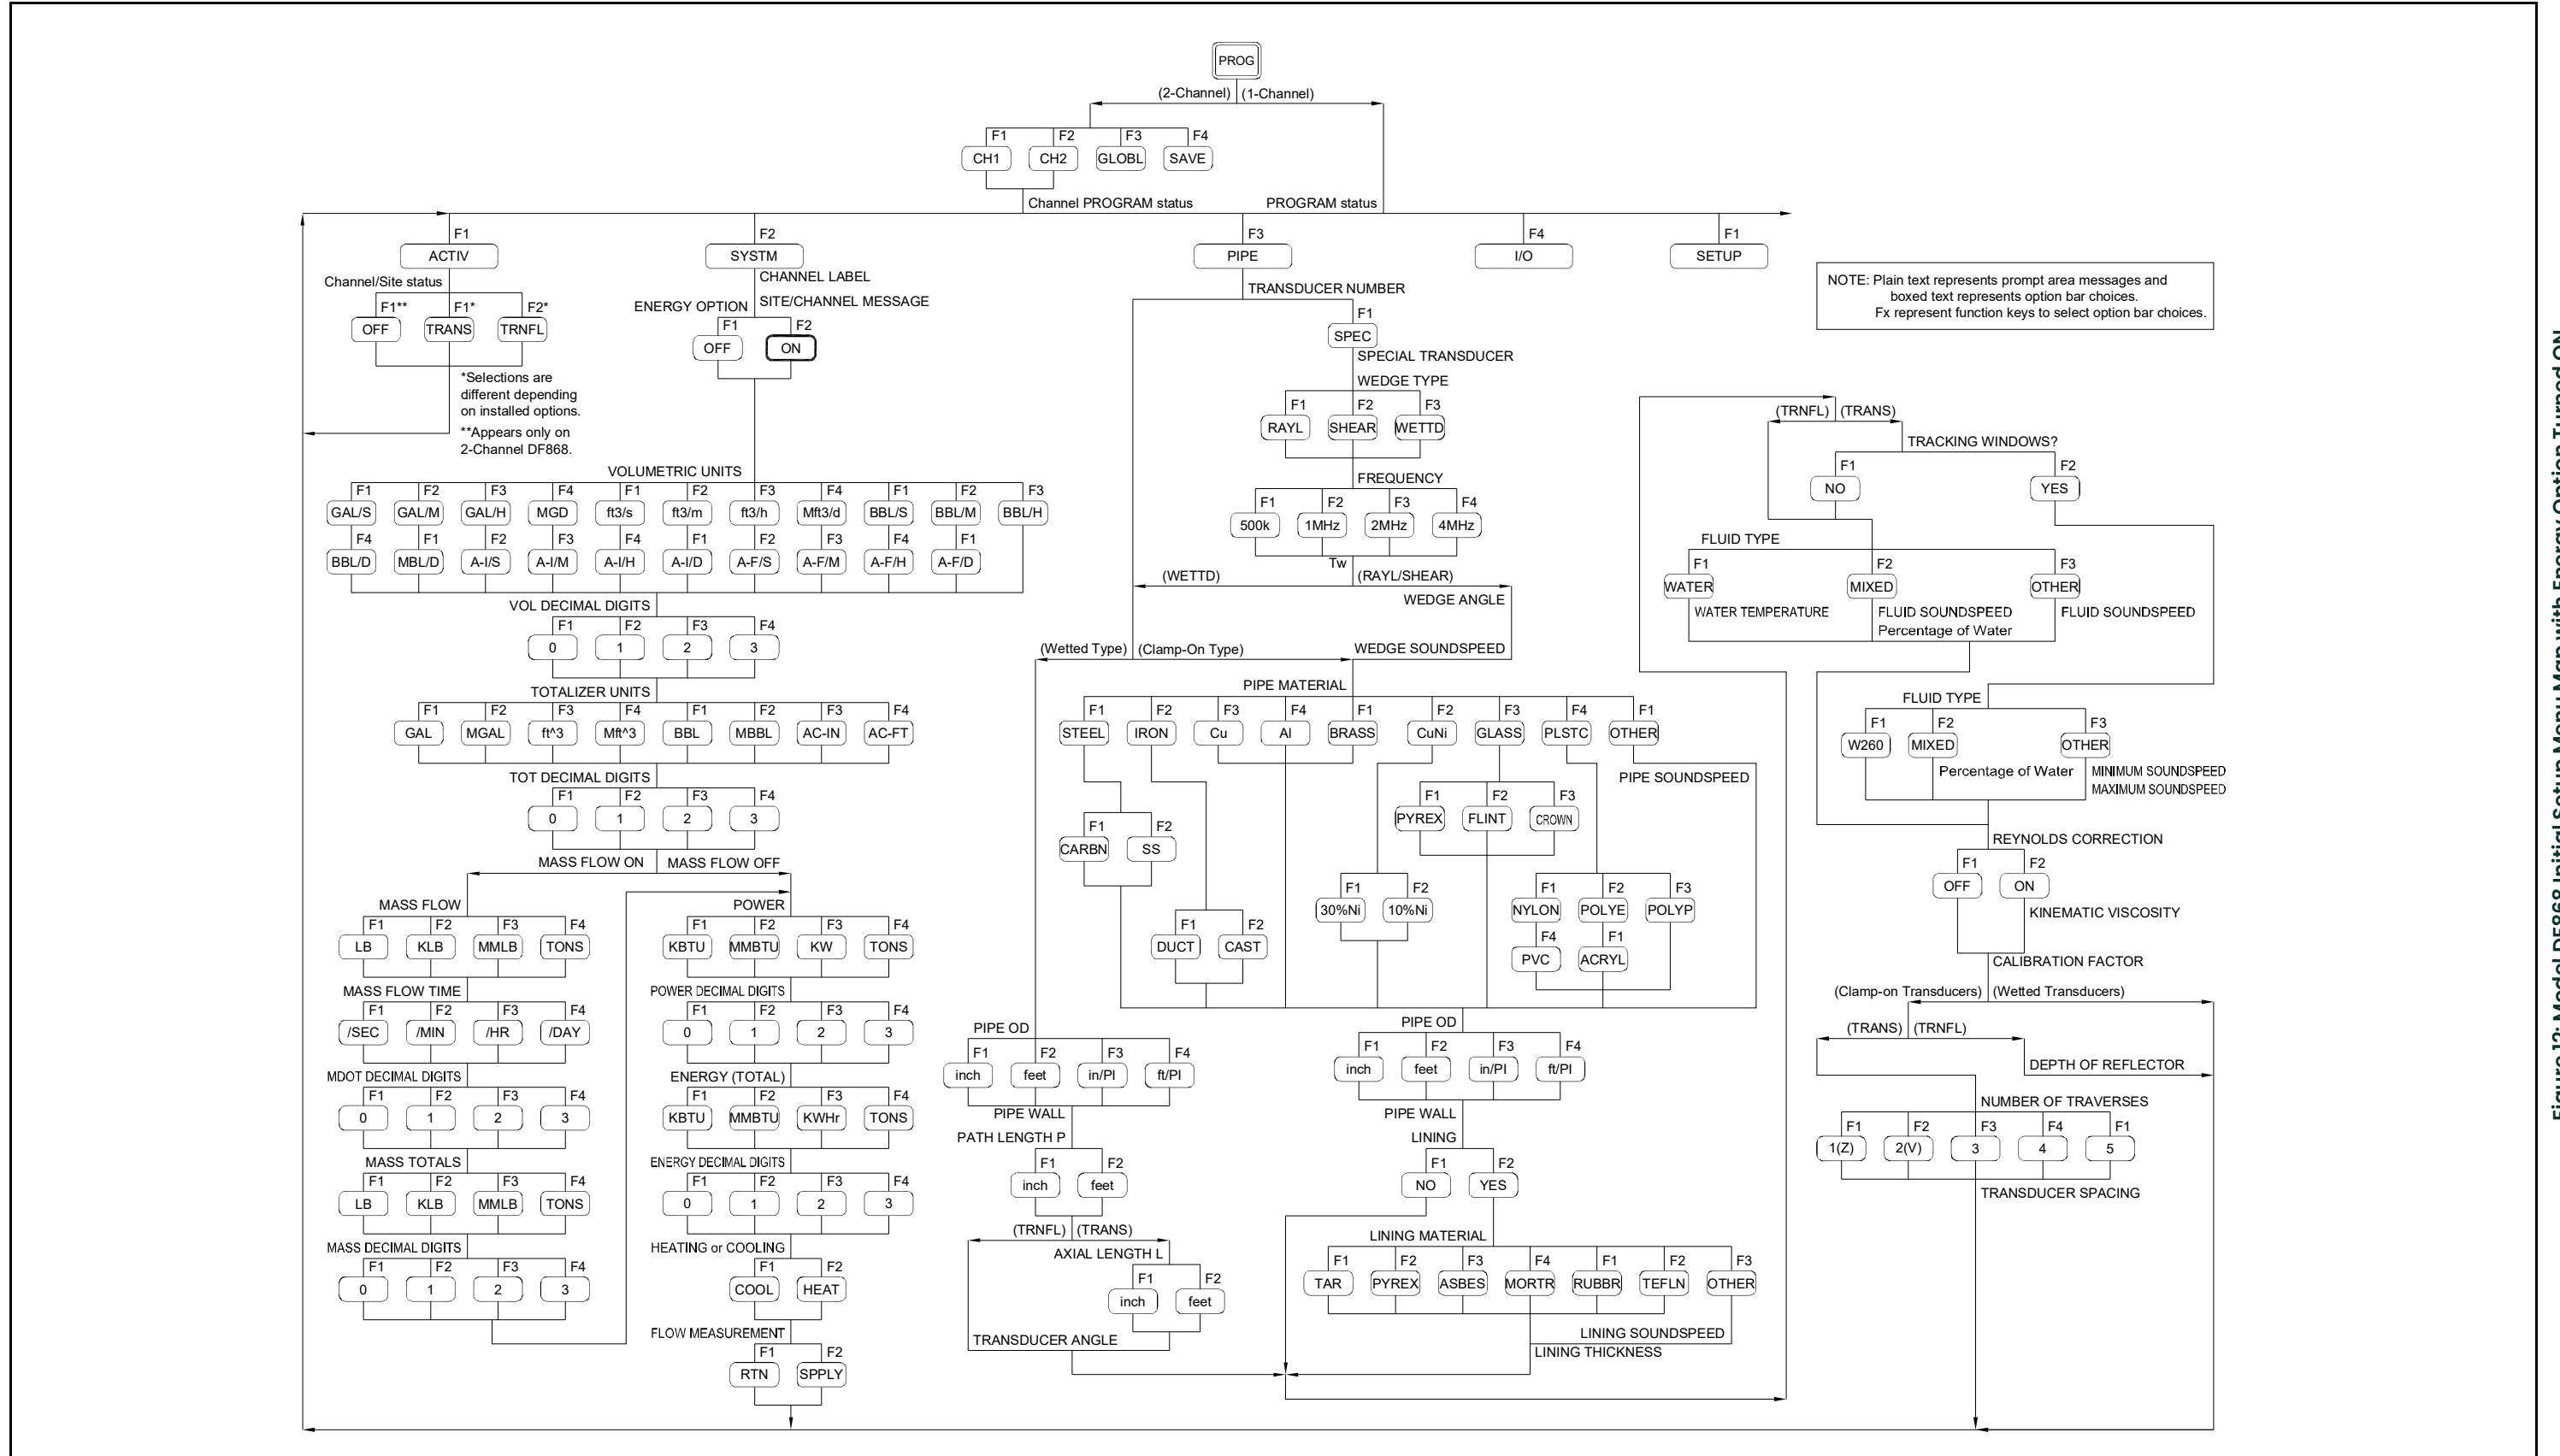 PROG
(2-Channel) (1-Channel)
F1 F2 F3 F4
CH1 CH2 GLOBL SAVE
Channel PROGRAM status PROGRAM status
F1 F2 F3 F4 F1
ACTIV SYSTM PIPE I/O SETUP
Channel/Site status
F1** F1* F2*
OFF TRANS TRNFL
*Selections are
different depending
on installed options.
**Appears only on
2-Channel DF868.
CHANNEL LABEL
SITE/CHANNEL MESSAGE
ENERGY OPTION
F1 F2
OFF ON
VOLUMETRIC UNITS
F1 F2 F3 F4 F1 F2 F3 F4 F1 F2 F3
GAL/S GAL/M GAL/H MGD ft3/s ft3/m ft3/h Mft3/d BBL/S BBL/M BBL/H
F4 F1 F2 F3 F4 F1 F2 F3 F4 F1
BBL/D MBL/D A-I/S A-I/M A-I/H A-I/D A-F/S A-F/M A-F/H A-F/D
VOL DECIMAL DIGITS
F1 F2 F3 F4
0 1 2 3
TOTALIZER UNITS
F1 F2 F3 F4 F1 F2 F3 F4
GAL MGAL ft^3 Mft^3 BBL MBBL AC-IN AC-FT
TOT DECIMAL DIGITS
F1 F2 F3 F4
0 1 2 3
MASS FLOW ON MASS FLOW OFF
MASS FLOW
F1 F2 F3 F4
LB KLB MMLB TONS
MASS FLOW TIME
F1 F2 F3 F4
/SEC /MIN /HR /DAY
MDOT DECIMAL DIGITS
F1 F2 F3 F4
0 1 2 3
MASS TOTALS
F1 F2 F3 F4
LB KLB MMLB TONS
MASS DECIMAL DIGITS
F1 F2 F3 F4
0 1 2 3
POWER
F1 F2 F3 F4
KBTU MMBTU KW TONS
POWER DECIMAL DIGITS
F1 F2 F3 F4
0 1 2 3
ENERGY (TOTAL)
F1 F2 F3 F4
KBTU MMBTU KWHr TONS
ENERGY DECIMAL DIGITS
F1 F2 F3 F4
0 1 2 3
HEATING or COOLING
F1 F2
COOL HEAT
FLOW MEASUREMENT
F1 F2
RTN SPPLY
TRANSDUCER NUMBER
F1
SPEC
SPECIAL TRANSDUCER
WEDGE TYPE
F1 F2 F3
RAYL SHEAR WETTD
FREQUENCY
F1 F2 F3 F4
500k 1MHz 2MHz 4MHz
Tw
(WETTD) (RAYL/SHEAR)
WEDGE ANGLE
(Wetted Type) (Clamp-On Type) WEDGE SOUNDSPEED
PIPE MATERIAL
F1 F2 F3 F4 F1 F2 F3 F4 F1
STEEL IRON Cu Al BRASS CuNi GLASS PLSTC OTHER
PIPE SOUNDSPEED
F1 F2 F3
PYREX FLINT CROWN
F1 F2
CARBN SS
F1 F2
30%Ni 10%Ni
F1 F2 F3
NYLON POLYE POLYP
F1 F2
DUCT CAST
F4 F1
PVC ACRYL
PIPE OD
F1 F2 F3 F4
inch feet in/PI ft/PI
PIPE WALL
PATH LENGTH P
F1 F2
inch feet
(TRNFL) (TRANS)
AXIAL LENGTH L
F1 F2
inch feet
TRANSDUCER ANGLE
PIPE OD
F1 F2 F3 F4
inch feet in/PI ft/PI
PIPE WALL
LINING
F1 F2
NO YES
LINING MATERIAL
F1 F2 F3 F4 F1 F2 F3
TAR PYREX ASBES MORTR RUBBR TEFLN OTHER
LINING SOUNDSPEED
LINING THICKNESS
NOTE: Plain text represents prompt area messages and
boxed text represents option bar choices.
Fx represent function keys to select option bar choices.
(TRNFL) (TRANS)
TRACKING WINDOWS?
F1 F2
NO YES
FLUID TYPE
F1 F2 F3
WATER MIXED OTHER
WATER TEMPERATURE FLUID SOUNDSPEED FLUID SOUNDSPEED
Percentage of Water
FLUID TYPE
F1 F2 F3
W260 MIXED OTHER
Percentage of Water MINIMUM SOUNDSPEED
MAXIMUM SOUNDSPEED
REYNOLDS CORRECTION
F1 F2
OFF ON
KINEMATIC VISCOSITY
CALIBRATION FACTOR
(Clamp-on Transducers) (Wetted Transducers)
(TRANS) (TRNFL)
DEPTH OF REFLECTOR
NUMBER OF TRAVERSES
F1 F2 F3 F4 F1
1(Z) 2(V) 3 4 5
TRANSDUCER SPACING
Figure 12: Model DF868 Initial Setup Menu Map with Energy Option Turned ON